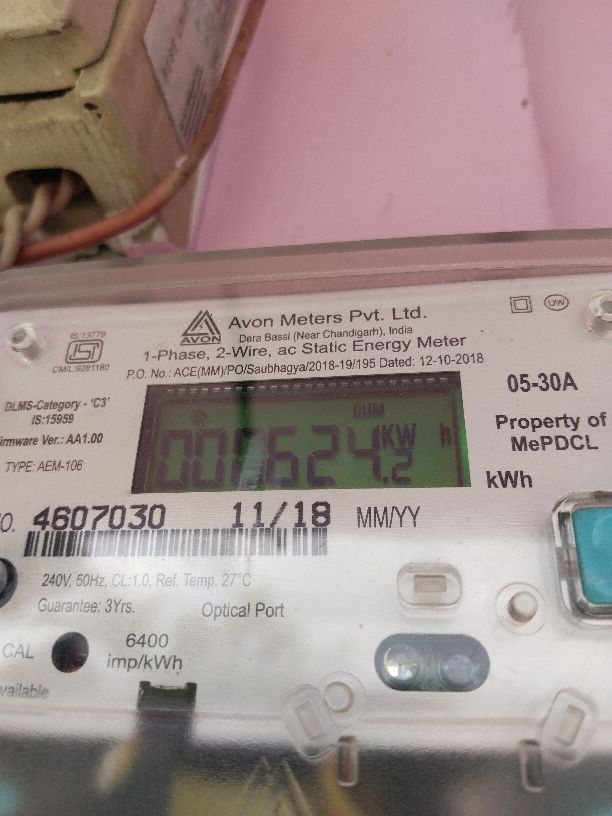 AVON
Avon Meters Pvt. Ltd.
Dera Bassi (Near Chandigarh), India
1-Phase, 2-Wire, ac Static Energy Meter
P.O. No.: ACE(MM)/PO/Saubhagya/2018-19/195 Dated: 12-10-2018
UW
IS:13779
ISI
CM/L:9281180
DLMS-Category - 'C3'
IS:15959
Firmware Ver.: AA1.00
TYPE: AEM-106
CUM
KW h
05-30A
Property of
MePDCL
kWh
4607030 11/18 MM/YY
240V, 50Hz, CL:1.0, Ref. Temp. 27°C
Guarantee: 3Yrs.
Optical Port
CAL
6400
imp/kWh